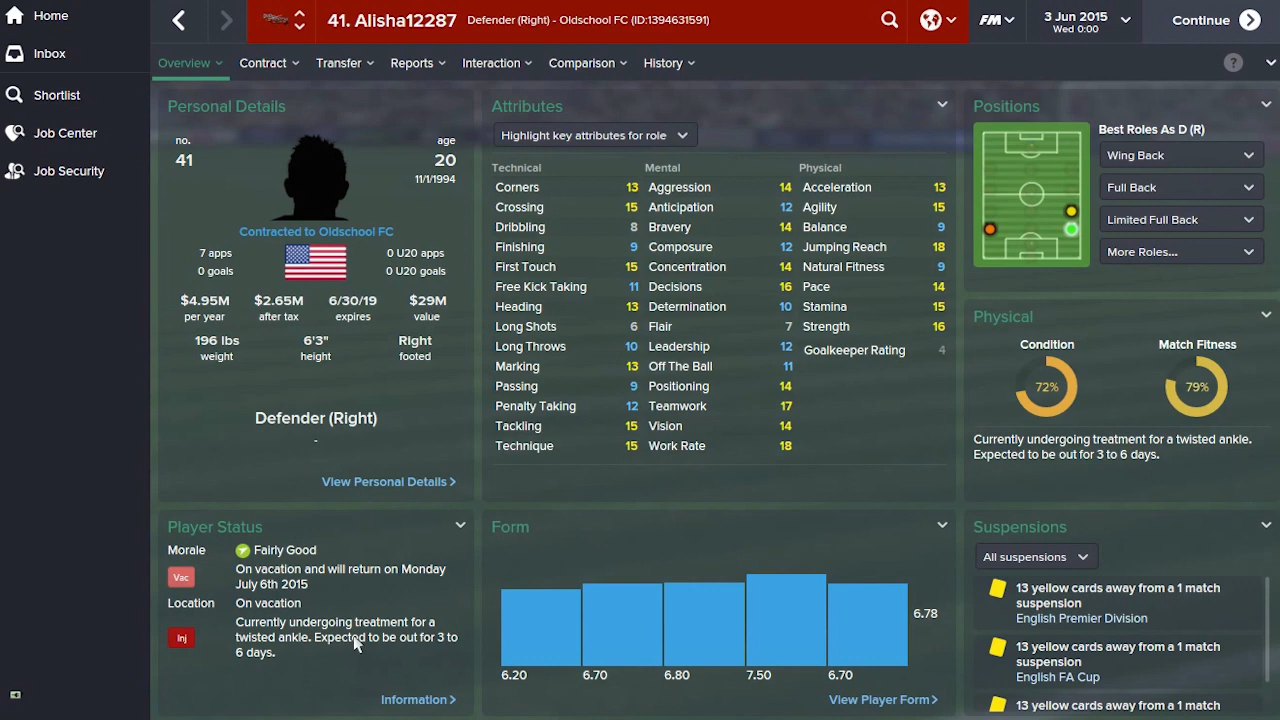 Home
Inbox
Shortlist
Job Center
Job Security
41. Alisha12287
Defender (Right) - Oldschool FC (ID:1394631591)
FM
3 Jun 2015
Wed 0:00
Continue
Overview
Contract
Transfer
Reports
Interaction
Comparison
History
?
Personal Details
no.
41
age
20
11/1/1994
Contracted to Oldschool FC
7 apps
0 goals
0 U20 apps
0 U20 goals
$4.95M
per year
$2.65M
after tax
6/30/19
expires
$29M
value
196 lbs
weight
6'3"
height
Right
footed
Defender (Right)
-
View Personal Details >
Attributes
Highlight key attributes for role
Technical
Corners 13
Crossing 15
Dribbling 8
Finishing 9
First Touch 15
Free Kick Taking 11
Heading 13
Long Shots 6
Long Throws 10
Marking 13
Passing 9
Penalty Taking 12
Tackling 15
Technique 15
Mental
Aggression 14
Anticipation 12
Bravery 14
Composure 12
Concentration 14
Decisions 16
Determination 10
Flair 7
Leadership 12
Off The Ball 11
Positioning 14
Teamwork 17
Vision 14
Work Rate 18
Physical
Acceleration 13
Agility 15
Balance 9
Jumping Reach 18
Natural Fitness 9
Pace 14
Stamina 15
Strength 16
Goalkeeper Rating 4
Positions
Best Roles As D (R)
Wing Back
Full Back
Limited Full Back
More Roles...
Physical
Condition
72%
Match Fitness
79%
Currently undergoing treatment for a twisted ankle.
Expected to be out for 3 to 6 days.
Player Status
Morale
Fairly Good
Vac
On vacation and will return on Monday
July 6th 2015
Location
On vacation
Inj
Currently undergoing treatment for a
twisted ankle. Expected to be out for 3 to
6 days.
Information >
Form
6.78
6.20
6.70
6.80
7.50
6.70
View Player Form >
Suspensions
All suspensions
13 yellow cards away from a 1 match
suspension
English Premier Division
13 yellow cards away from a 1 match
suspension
English FA Cup
13 yellow cards away from a 1 match